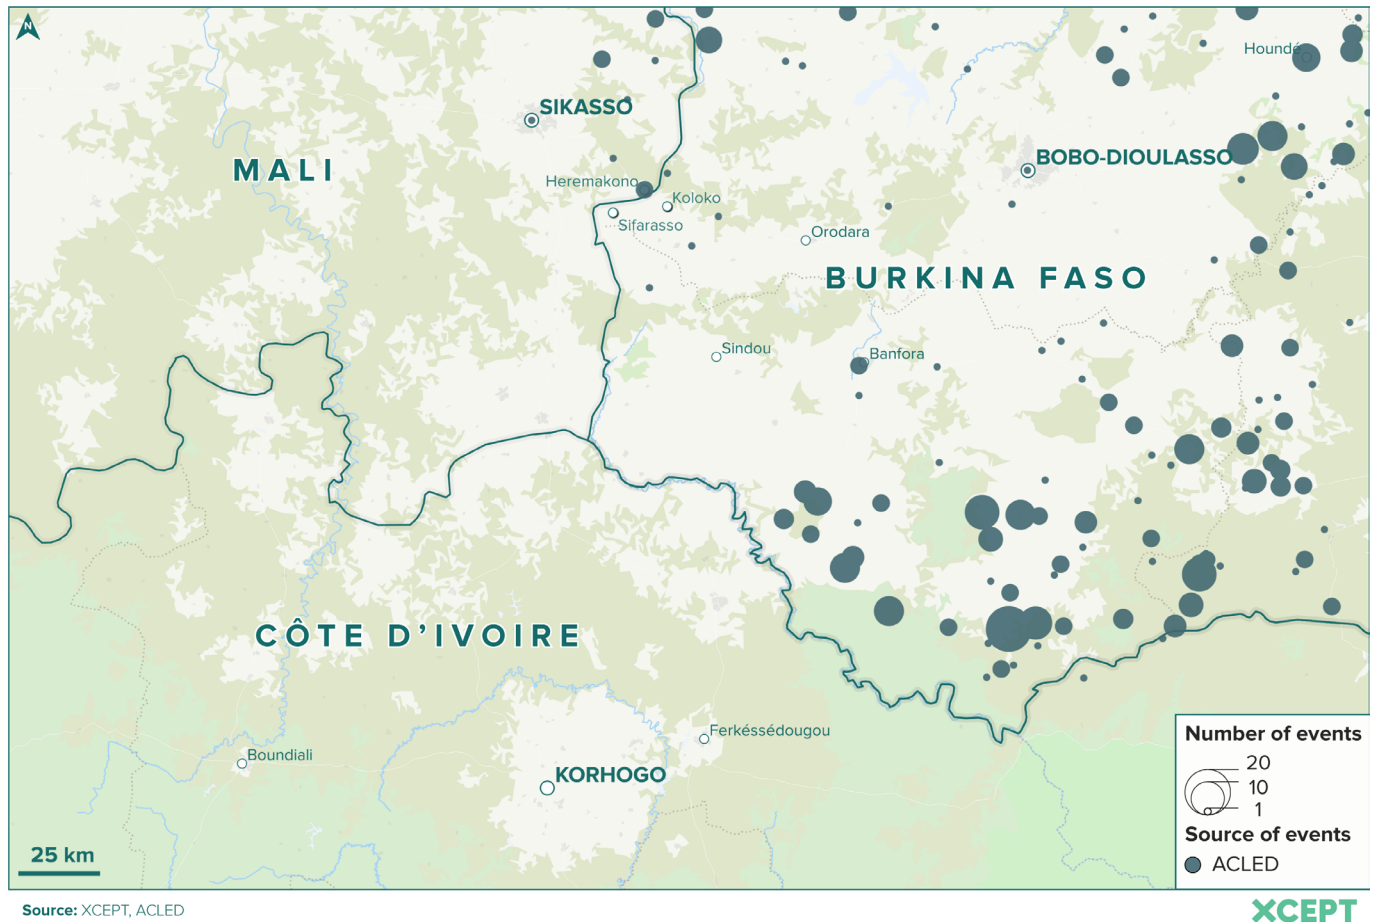 N
Houndé
SIKASSO
BOBO-DIOULASSO
MALI
Heremakono
Koloko
Sifarasso
Orodara
BURKINA FASO
Sindou
Banfora
CÔTE D'IVOIRE
Ferkéssédougou
Boundiali
KORHOGO
Number of events
20
10
1
Source of events
ACLED
25 km
Source: XCEPT, ACLED
XCEPT